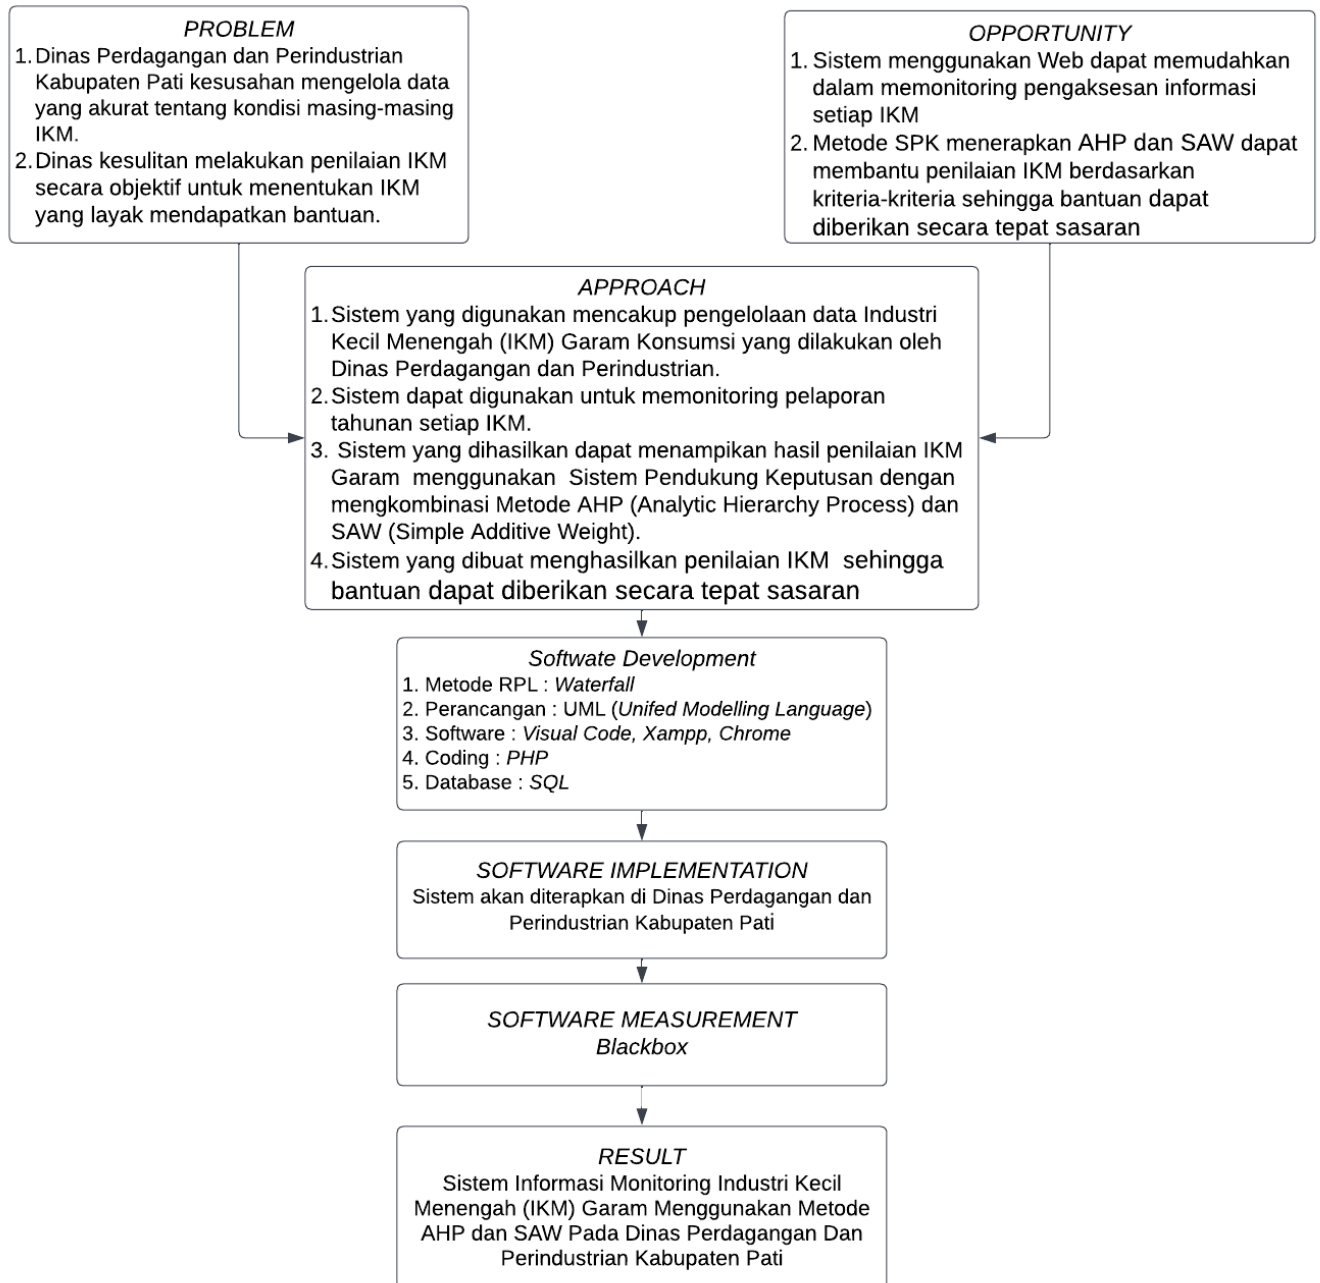 PROBLEM
1. Dinas Perdagangan dan Perindustrian
Kabupaten Pati kesusahan mengelola data
yang akurat tentang kondisi masing-masing
IKM.
2. Dinas kesulitan melakukan penilaian IKM
secara objektif untuk menentukan IKM
yang layak mendapatkan bantuan.
OPPORTUNITY
1. Sistem menggunakan Web dapat memudahkan
dalam memonitoring pengaksesan informasi
setiap IKM
2. Metode SPK menerapkan AHP dan SAW dapat
membantu penilaian IKM berdasarkan
kriteria-kriteria sehingga bantuan dapat
diberikan secara tepat sasaran
APPROACH
1. Sistem yang digunakan mencakup pengelolaan data Industri
Kecil Menengah (IKM) Garam Konsumsi yang dilakukan oleh
Dinas Perdagangan dan Perindustrian.
2. Sistem dapat digunakan untuk memonitoring pelaporan
tahunan setiap IKM.
3. Sistem yang dihasilkan dapat menampikan hasil penilaian IKM
Garam menggunakan Sistem Pendukung Keputusan dengan
mengkombinasi Metode AHP (Analytic Hierarchy Process) dan
SAW (Simple Additive Weight).
4. Sistem yang dibuat menghasilkan penilaian IKM sehingga
bantuan dapat diberikan secara tepat sasaran
Softwate Development
1. Metode RPL : Waterfall
2. Perancangan : UML (Unifed Modelling Language)
3. Software : Visual Code, Xampp, Chrome
4. Coding : PHP
5. Database : SQL
SOFTWARE IMPLEMENTATION
Sistem akan diterapkan di Dinas Perdagangan dan
Perindustrian Kabupaten Pati
SOFTWARE MEASUREMENT
Blackbox
RESULT
Sistem Informasi Monitoring Industri Kecil
Menengah (IKM) Garam Menggunakan Metode
AHP dan SAW Pada Dinas Perdagangan Dan
Perindustrian Kabupaten Pati